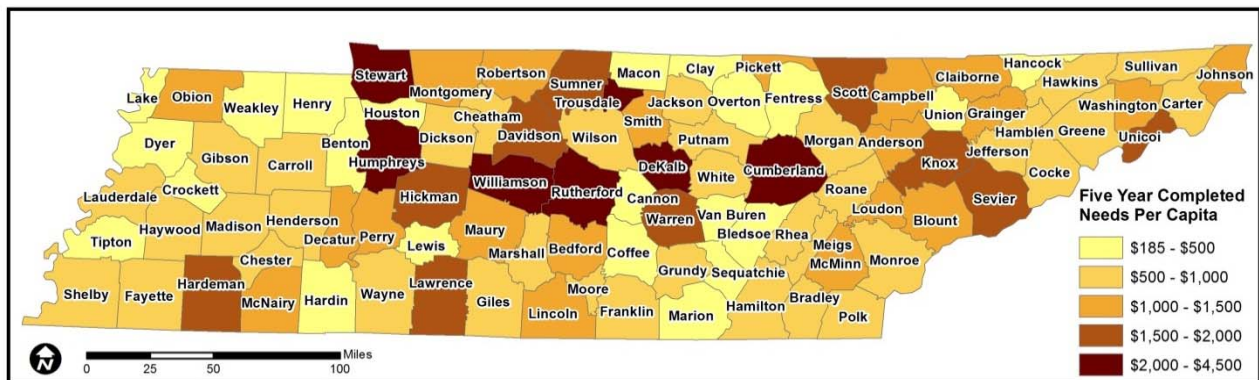 Stewart
Robertson
Sumner
Macon
Clay
Pickett
Scott
Claiborne
Hancock
Hawkins
Sullivan
Johnson
Lake
Obion
Weakley
Henry
Montgomery
Trousdale
Jackson
Overton
Fentress
Campbell
Union
Grainger
Washington
Carter
Houston
Cheatham
Smith
Unicoi
Dyer
Gibson
Carroll
Benton
Dickson
Davidson
Wilson
Putnam
Morgan
Anderson
Hamblen
Greene
Jefferson
Humphreys
DeKalb
White
Cumberland
Knox
Cocke
Crockett
Williamson
Rutherford
Roane
Sevier
Lauderdale
Hickman
Cannon
Loudon
Haywood
Madison
Henderson
Decatur
Perry
Maury
Warren
Van Buren
Blount
Tipton
Lewis
Bedford
Bledsoe
Rhea
Meigs
Chester
Marshall
Coffee
McMinn
Monroe
Shelby
Fayette
Hardeman
McNairy
Hardin
Wayne
Lawrence
Giles
Moore
Grundy
Sequatchie
Lincoln
Franklin
Marion
Hamilton
Bradley
Polk
Five Year Completed
Needs Per Capita
$185 - $500
$500 - $1,000
$1,000 - $1,500
$1,500 - $2,000
$2,000 - $4,500
N
Miles
0 25 50 100